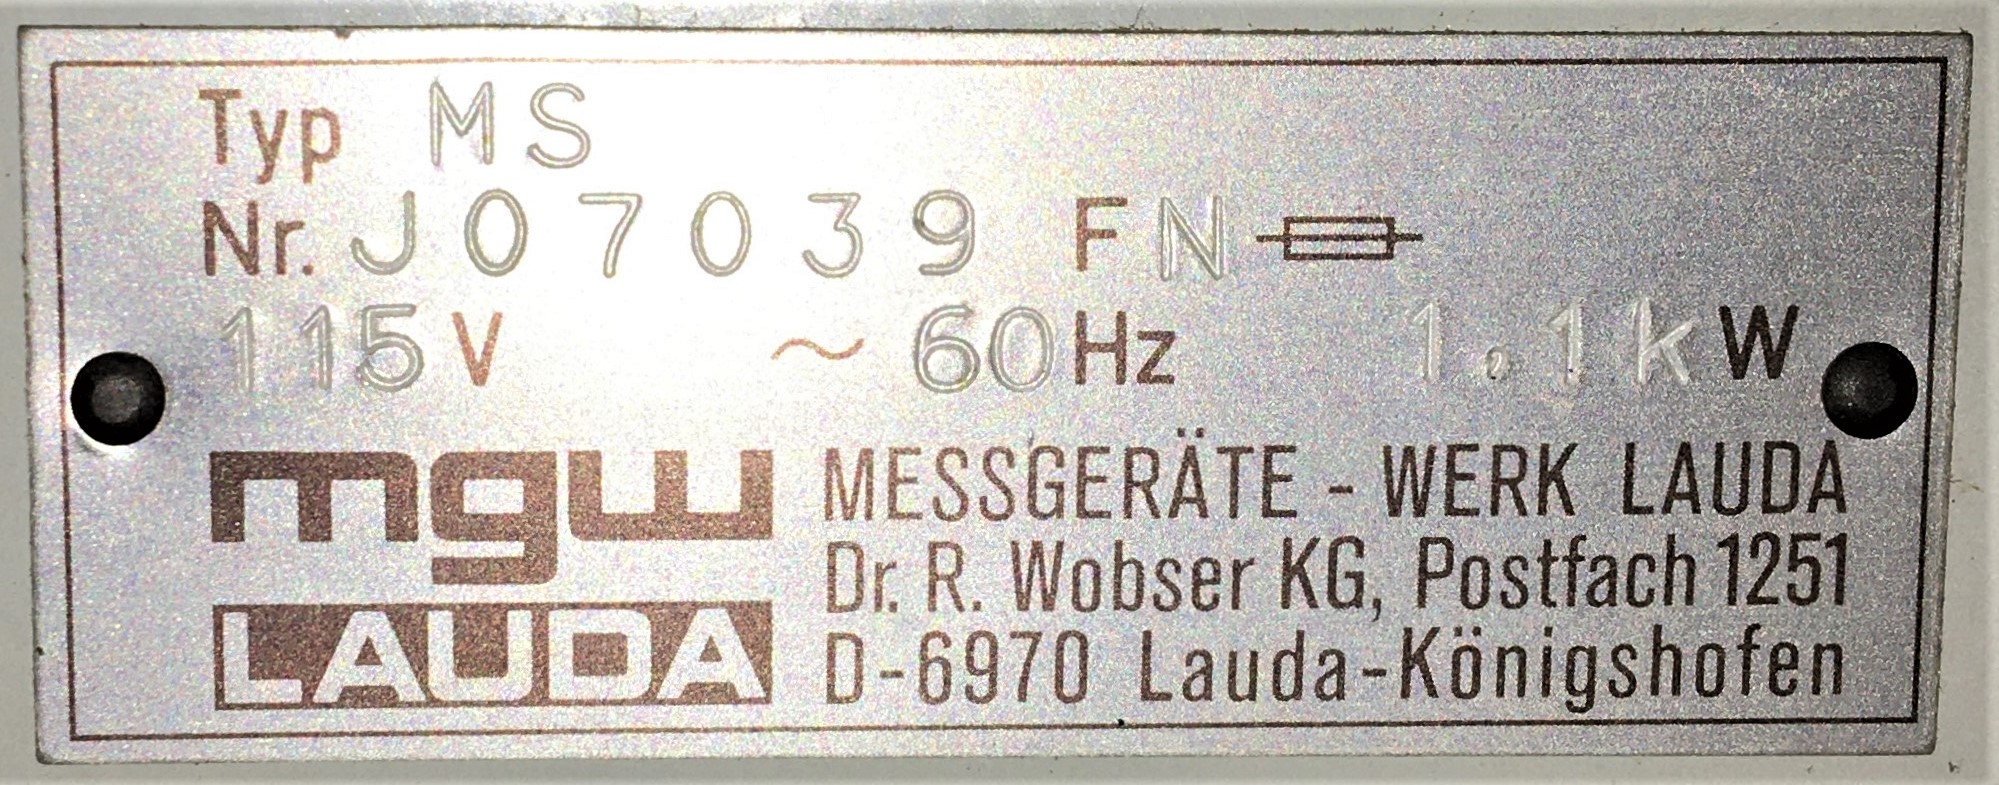 Typ MS
Nr. J07039 FN
115V ~60Hz 1.1kW
mgw MESSGERÄTE - WERK LAUDA
Dr. R. Wobser KG, Postfach 1251
LAUDA D-6970 Lauda-Königshofen